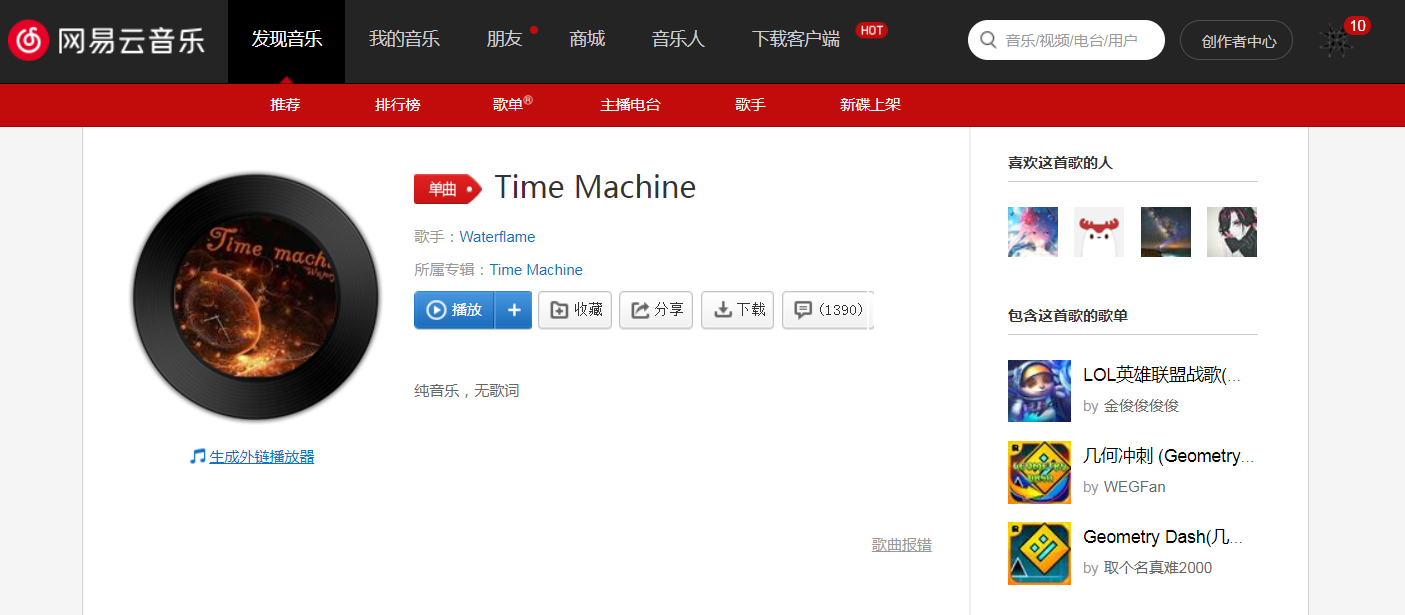 网易云音乐
发现音乐 我的音乐 朋友 商城 音乐人 下载客户端 HOT
音乐/视频/电台/用户
创作者中心
10
推荐 排行榜 歌单® 主播电台 歌手 新碟上架
Time machine
生成外链播放器
单曲 Time Machine
歌手：Waterflame
所属专辑：Time Machine
播放 + 收藏 分享 下载 (1390)
纯音乐，无歌词
歌曲报错
喜欢这首歌的人
包含这首歌的歌单
LOL英雄联盟战歌(...
by 金俊俊俊俊
GEOMETRY
DASH
几何冲刺 (Geometry...
by WEGFan
Geometry Dash(几...
by 取个名真难2000